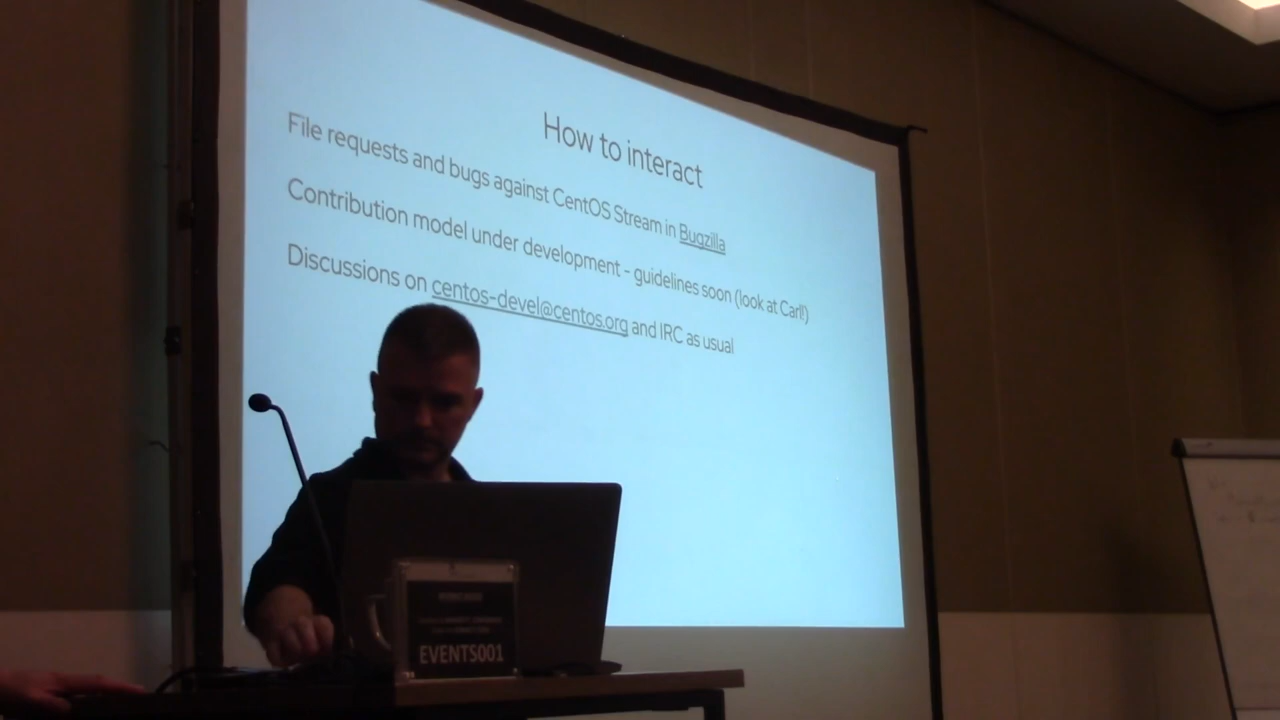 How to interact
File requests and bugs against CentOS Stream in Bugzilla
Contribution model under development - guidelines soon (look at Carl!)
Discussions on centos-devel@centos.org and IRC as usual
EVENTS001